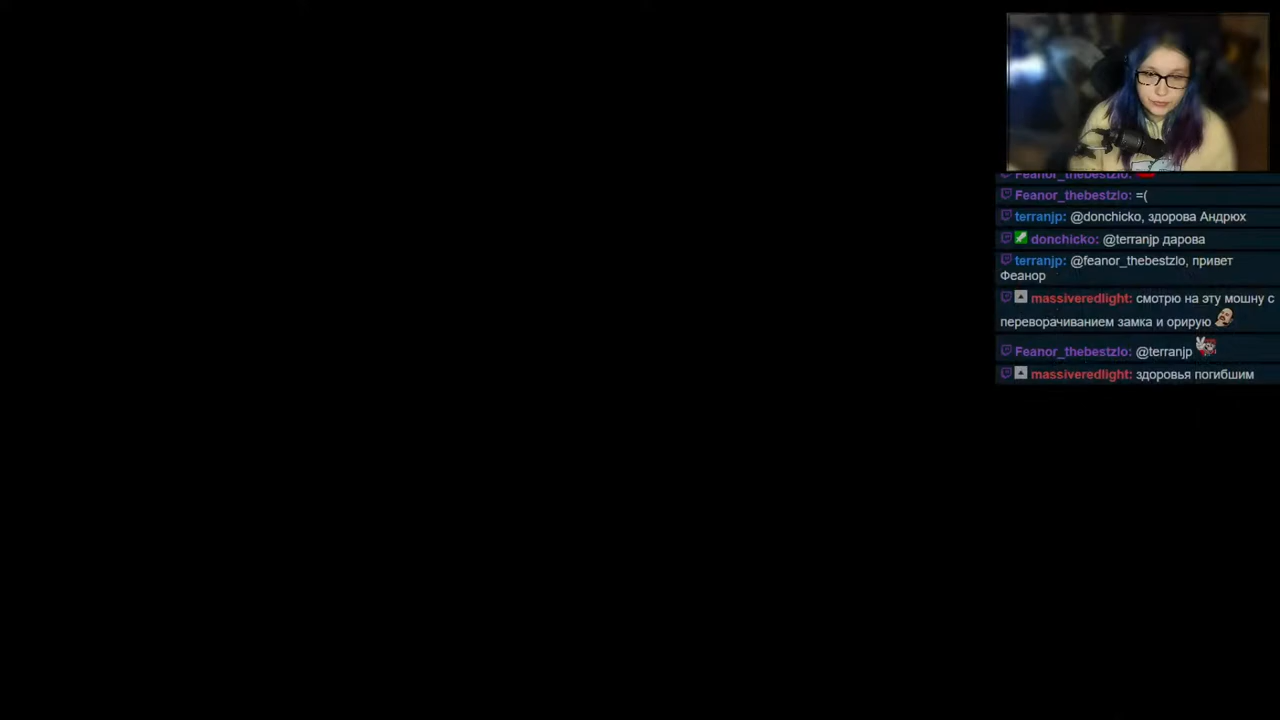 Feanor_thebestzlo:
Feanor_thebestzlo: =(
terranjp: @donchicko, здорова Андрюх
donchicko: @terranjp дарова
terranjp: @feanor_thebestzlo, привет
Феанор
massiveredlight: смотрю на эту мошну с
переворачиванием замка и орирую
Feanor_thebestzlo: @terranjp
massiveredlight: здоровья погибшим